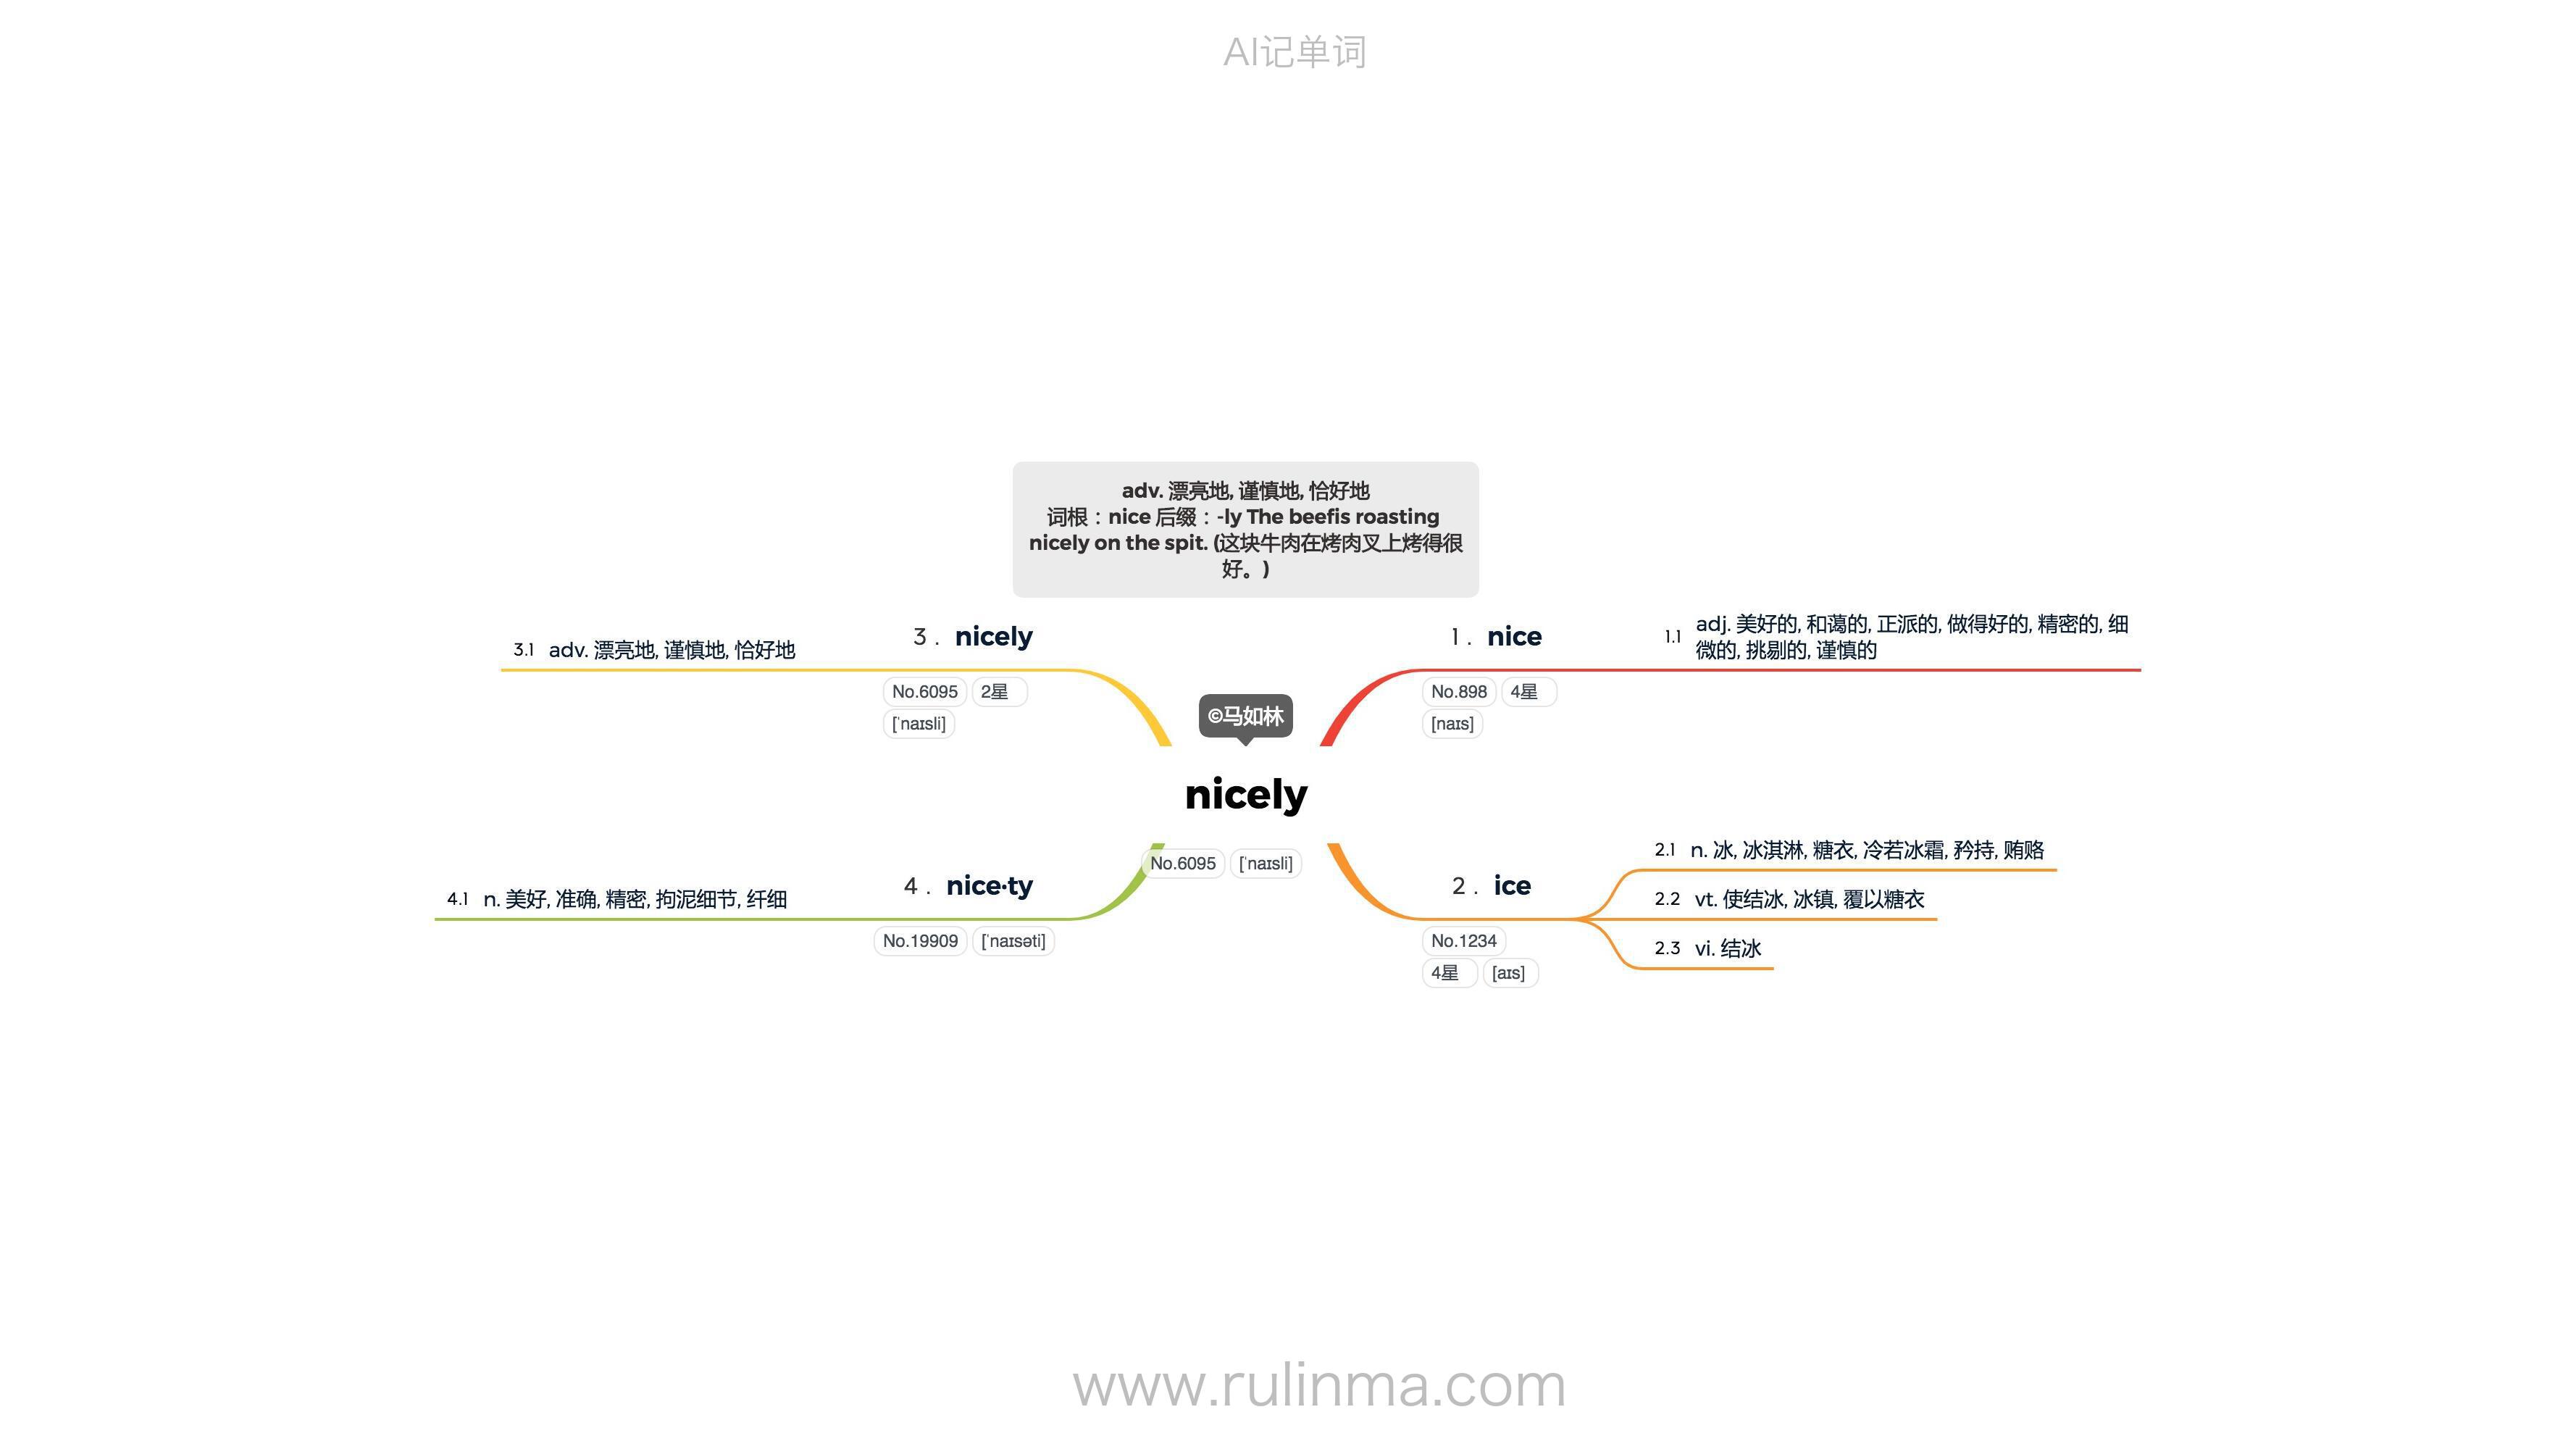 AI记单词
adv. 漂亮地, 谨慎地, 恰好地
词根：nice 后缀：-ly The beefis roasting
nicely on the spit. (这块牛肉在烤肉叉上烤得很
好。)
©马如林
nicely
No.6095 [ˈnaɪsli]
1. nice
No.898 4星
[naɪs]
1.1 adj. 美好的, 和蔼的, 正派的, 做得好的, 精密的, 细
微的, 挑剔的, 谨慎的
2. ice
No.1234
4星 [aɪs]
2.1 n. 冰, 冰淇淋, 糖衣, 冷若冰霜, 矜持, 贿赂
2.2 vt. 使结冰, 冰镇, 覆以糖衣
2.3 vi. 结冰
3. nicely
No.6095 2星
[ˈnaɪsli]
3.1 adv. 漂亮地, 谨慎地, 恰好地
4. nice·ty
No.19909 [ˈnaɪsəti]
4.1 n. 美好, 准确, 精密, 拘泥细节, 纤细
www.rulinma.com